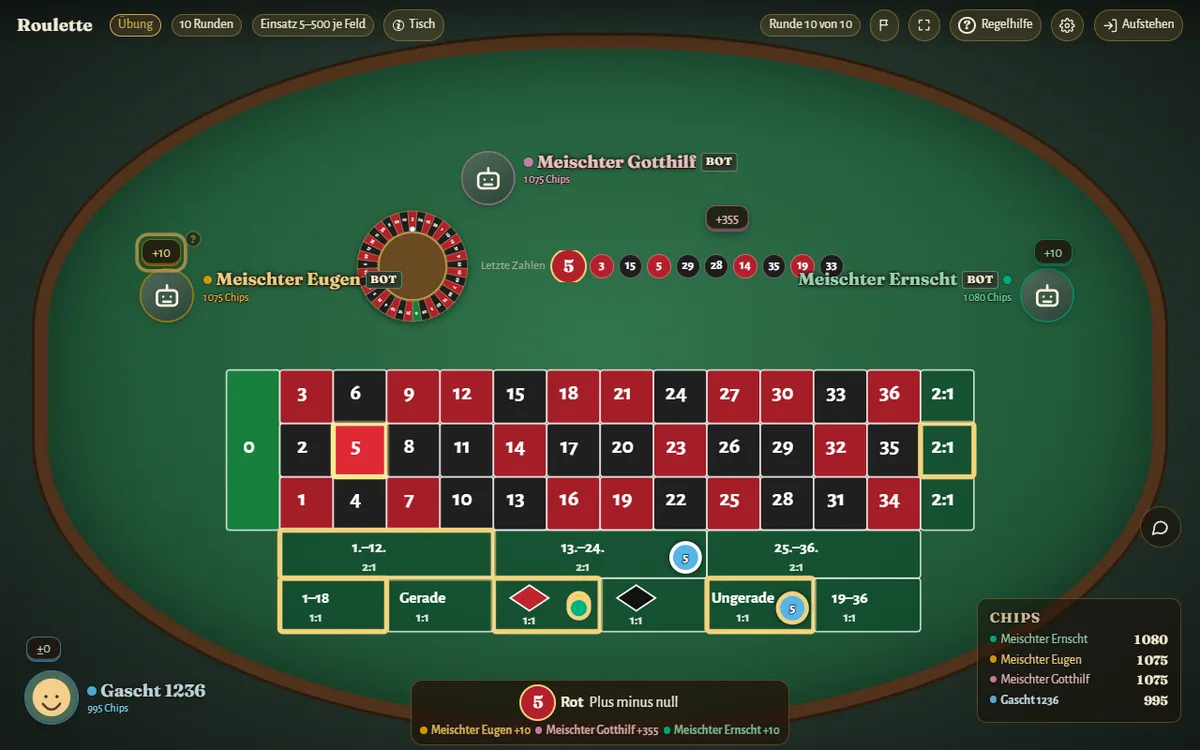 Roulette Übung 10 Runden Einsatz 5–500 je Feld Tisch Runde 10 von 10 Regelhilfe Aufstehen
Meischter Gotthilf BOT
1075 Chips
+355
+10 ?
Meischter Eugen BOT
1075 Chips
Letzte Zahlen 5 3 15 5 29 28 14 35 19 33
+10
Meischter Ernscht BOT
1080 Chips
3 6 9 12 15 18 21 24 27 30 33 36 2:1
0 2 5 8 11 14 17 20 23 26 29 32 35 2:1
1 4 7 10 13 16 19 22 25 28 31 34 2:1
1.–12. 13.–24. 25.–36.
2:1 2:1 5 2:1
1–18 Gerade Ungerade 19–36
1:1 1:1 1:1 1:1 1:1 5 1:1
±0
Gascht 1236
995 Chips
5 Rot Plus minus null
Meischter Eugen +10 Meischter Gotthilf +355 Meischter Ernscht +10
CHIPS
Meischter Ernscht 1080
Meischter Eugen 1075
Meischter Gotthilf 1075
Gascht 1236 995